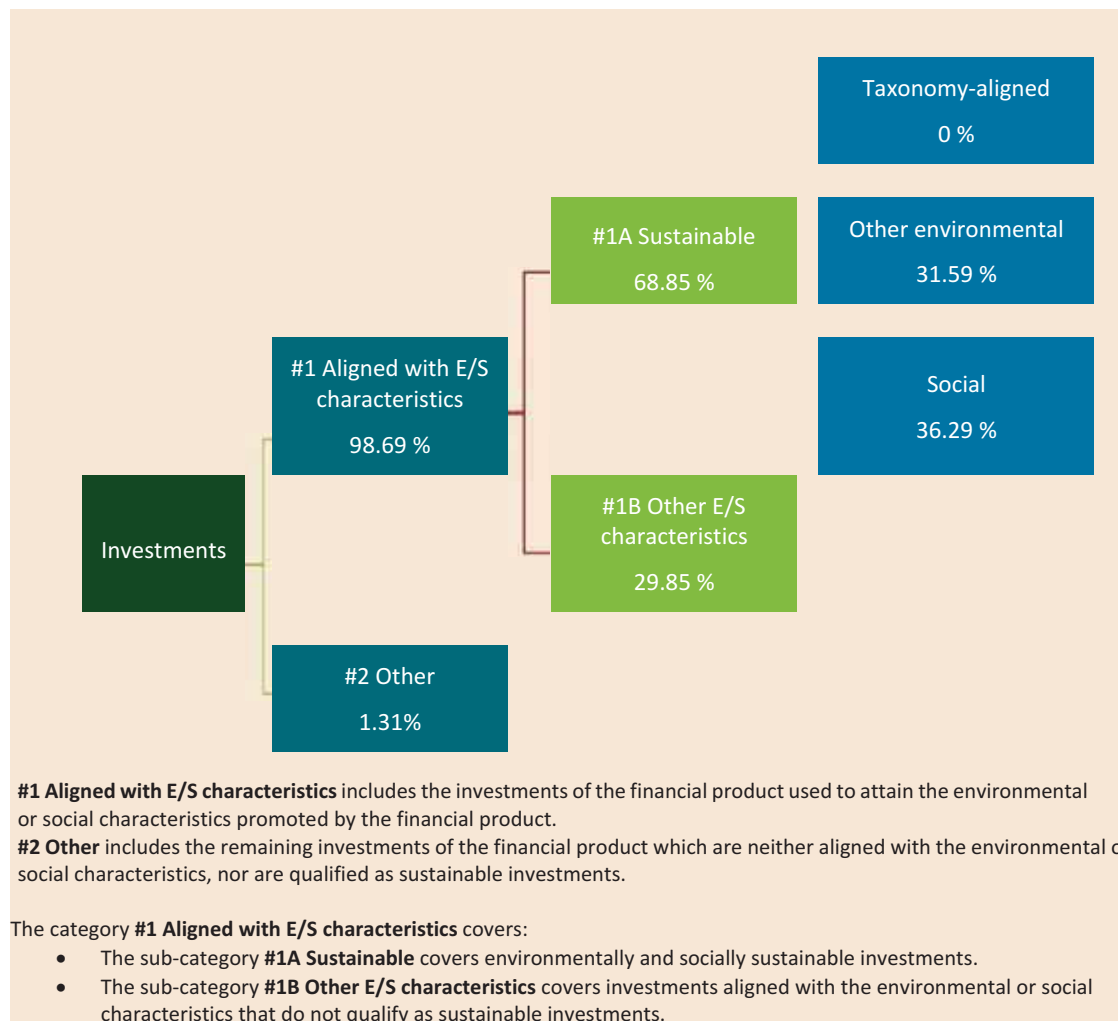 Taxonomy-aligned
0 %
#1A Sustainable
68.85 %
Other environmental
31.59 %
#1 Aligned with E/S
characteristics
98.69 %
Social
36.29 %
Investments
#1B Other E/S
characteristics
29.85 %
#2 Other
1.31%
#1 Aligned with E/S characteristics includes the investments of the financial product used to attain the environmental
or social characteristics promoted by the financial product.
#2 Other includes the remaining investments of the financial product which are neither aligned with the environmental
social characteristics, nor are qualified as sustainable investments.
The category #1 Aligned with E/S characteristics covers:
• The sub-category #1A Sustainable covers environmentally and socially sustainable investments.
• The sub-category #1B Other E/S characteristics covers investments aligned with the environmental or social
characteristics that do not qualify as sustainable investments.